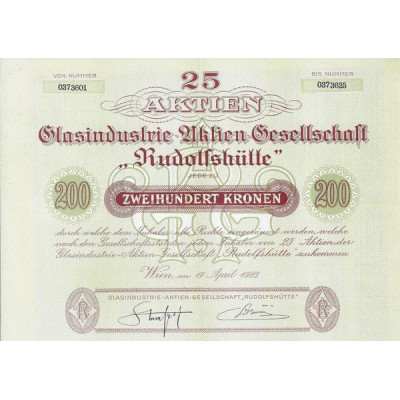 VON NUMMER
0373601
BIS NUMMER
0373625
25
AKTIEN
Glasindustrie Aktien Gesellschaft
„Rudolfshütte"
JEDE ZU
200
ZWEIHUNDERT KRONEN
200
durch welche dem Inhaber alle Rechte eingeräumt werden, welche
nach den Gesellschaftsstatuten jedem Inhaber von 25 Aktien der
Glasindustrie-Aktien-Gesellschaft „Rudolfshütte" zukommen
Wien, am 17 April 1923
GLASINDUSTRIE-AKTIEN-GESELLSCHAFT „RUDOLFSHÜTTE"
R
R